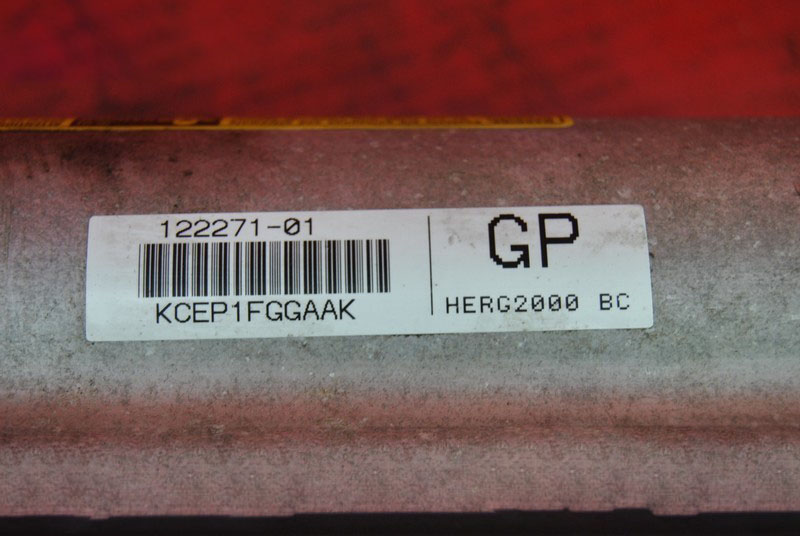 122271-01
KCEP1FGGAAK
GP
HERG2000 BC